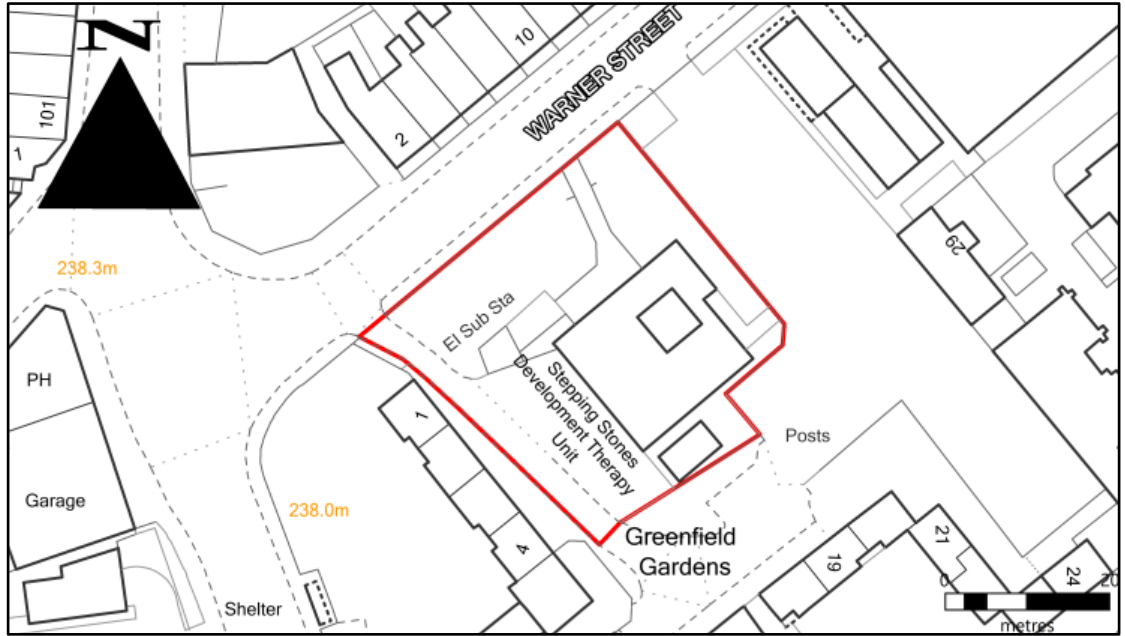 N
10
WARNER STREET
101
2
1
238.3m
El Sub Sta
29
PH
1
Stepping Stones
Development Therapy
Unit
Posts
Garage
238.0m
4
Greenfield
Gardens
19
21
24
Shelter
0
20
metres